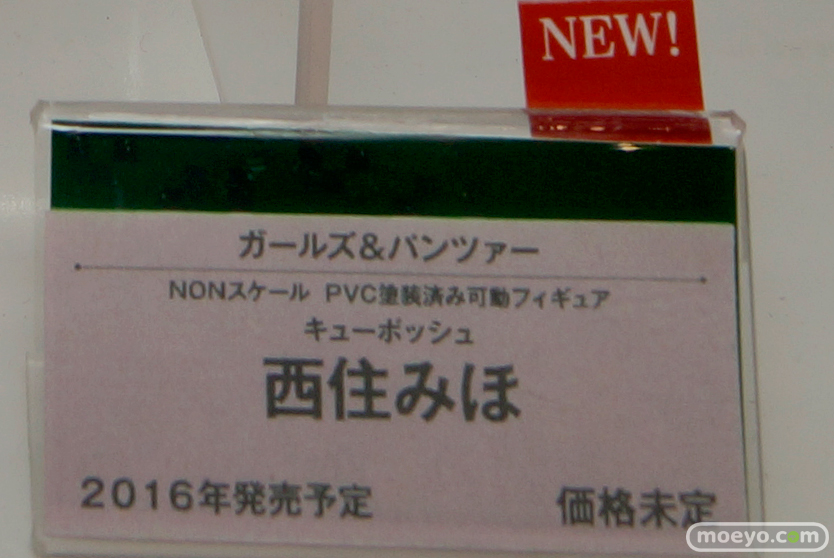 NEW!
ガールズ&パンツァー
NONスケール PVC塗装済み可動フィギュア
キューポッシュ
西住みほ
2016年発売予定 価格未定
moeyo.com